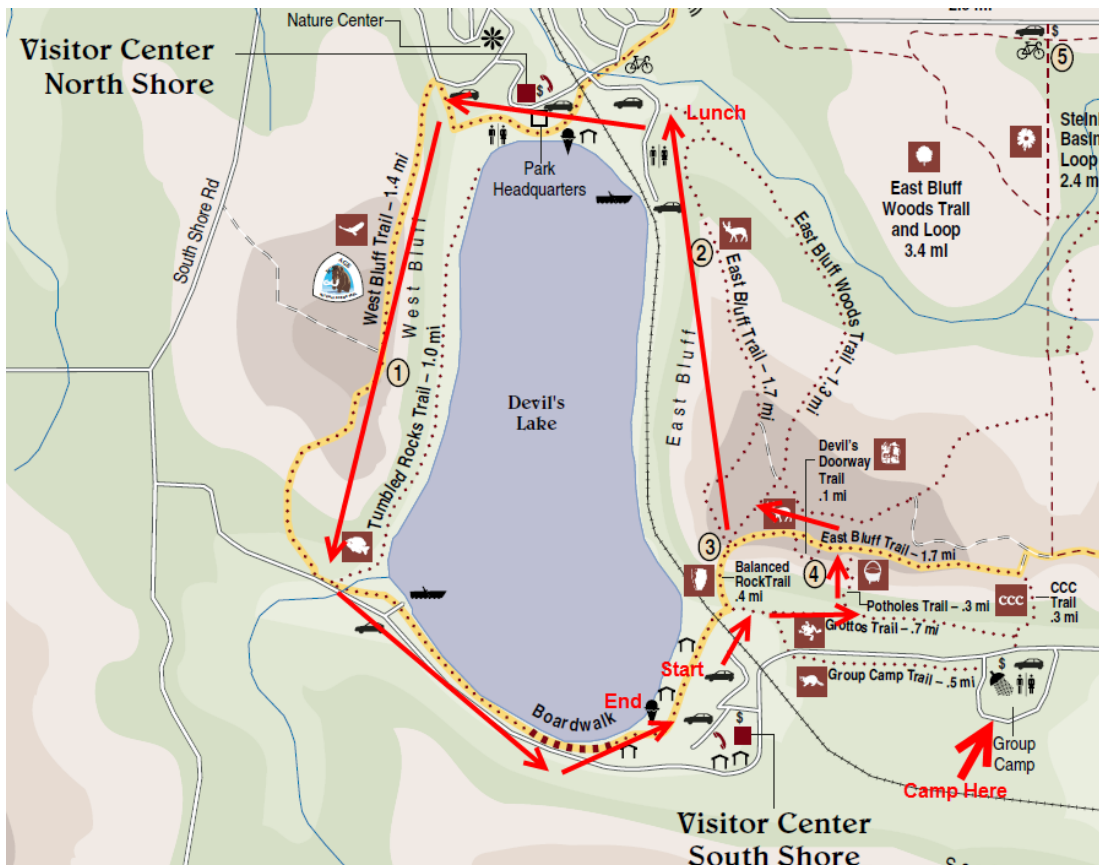 Nature Center
Visitor Center
North Shore
$
$
5
Lunch
Park
Headquarters
East Bluff
Woods Trail
and Loop
3.4 mi
Loop
2.4 m
South Shore Rd
West Bluff Trail – 1.4 mi
West Bluff
Tumbled Rocks Trail – 1.0 mi
1
2
East Bluff Trail – 1.7 mi
East Bluff Woods Trail – 1.3 mi
East Bluff
Devil's
Lake
Devil's
Doorway
Trail
.1 mi
3
East Bluff Trail – 1.7 mi
4
Balanced
RockTrail
.4 mi
Potholes Trail – .3 mi
CCC
CCC
Trail
.3 mi
Grottos Trail – .7 mi
Start
Group Camp Trail – .5 mi
$
End
Boardwalk
$
Group
Camp
Camp Here
Visitor Center
South Shore